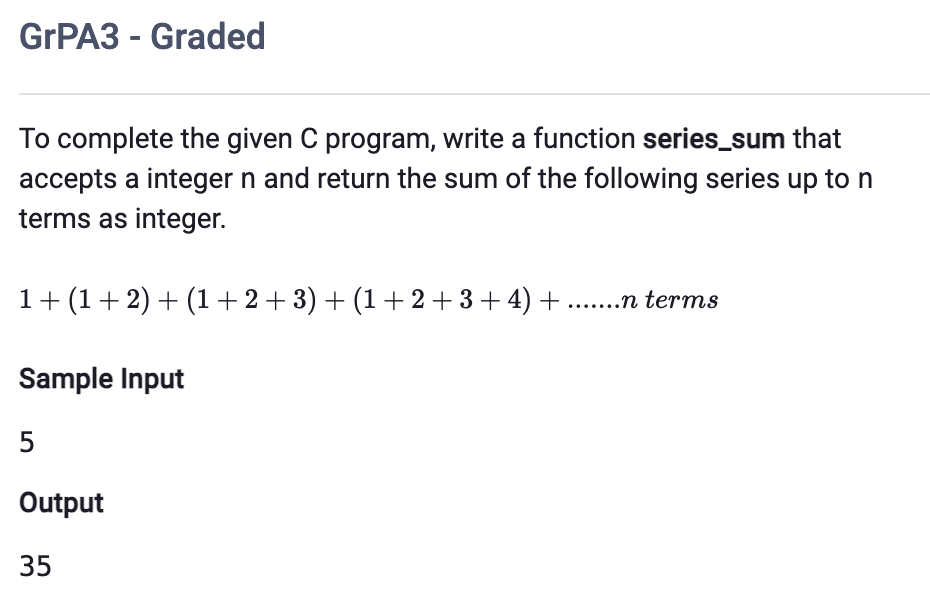 GrPA3 - Graded
To complete the given C program, write a function series_sum that
accepts a integer n and return the sum of the following series up to n
terms as integer.
1 + (1 + 2) + (1 + 2 + 3) + (1 + 2 + 3 + 4) + .......n terms
Sample Input
5
Output
35